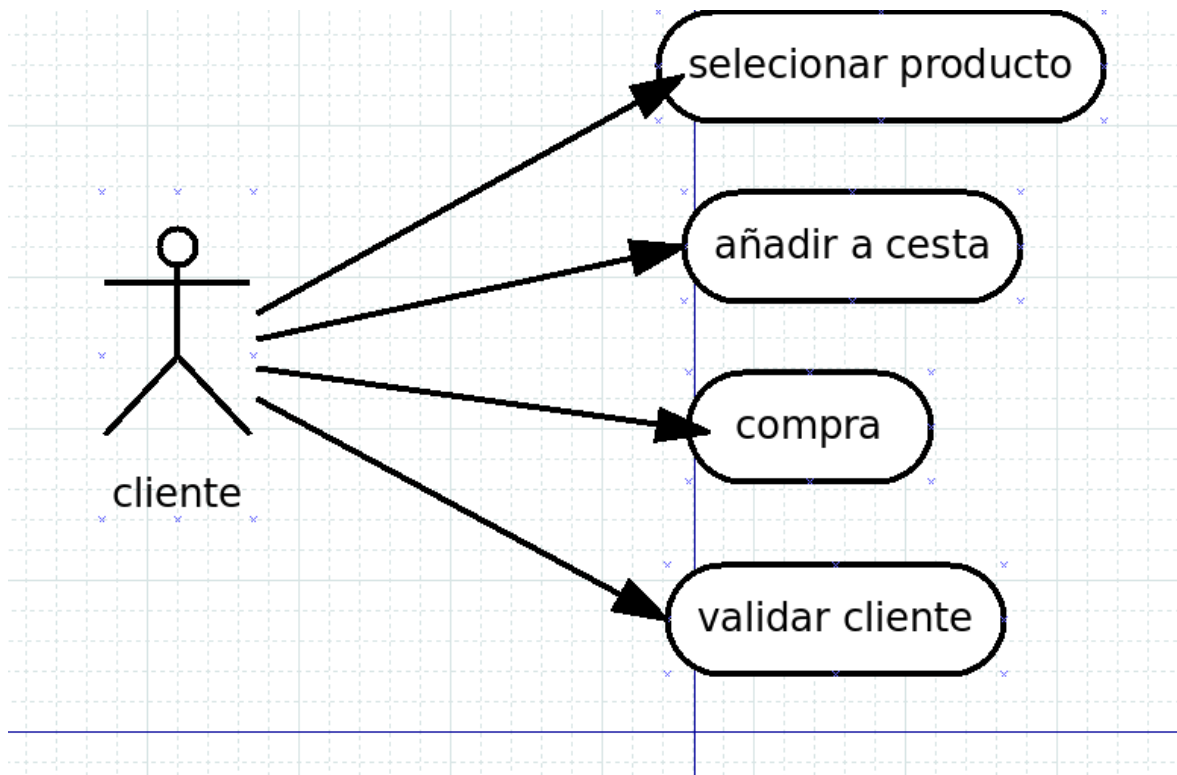 selecionar producto
añadir a cesta
compra
cliente
validar cliente